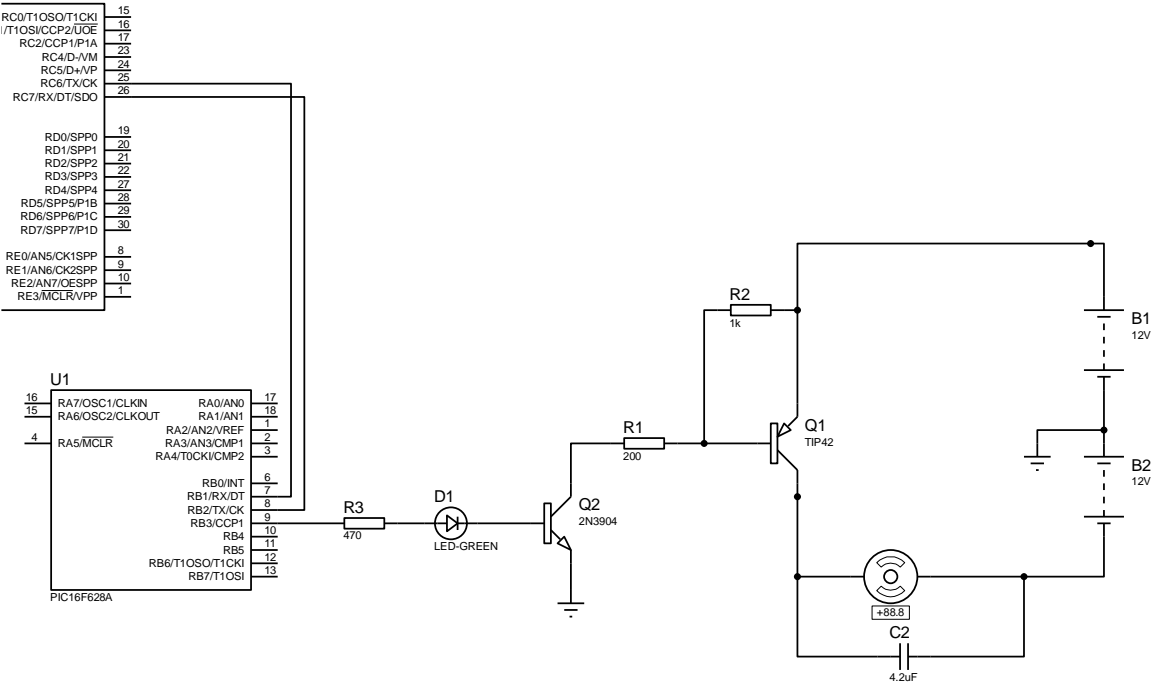 RC0/T1OSO/T1CKI 15
/T1OSI/CCP2/UOE 16
RC2/CCP1/P1A 17
RC4/D-/VM 23
RC5/D+/VP 24
RC6/TX/CK 25
RC7/RX/DT/SDO 26
RD0/SPP0 19
RD1/SPP1 20
RD2/SPP2 21
RD3/SPP3 22
RD4/SPP4 27
RD5/SPP5/P1B 28
RD6/SPP6/P1C 29
RD7/SPP7/P1D 30
RE0/AN5/CK1SPP 8
RE1/AN6/CK2SPP 9
RE2/AN7/OESPP 10
RE3/MCLR/VPP 1
R2
1k
B1
12V
U1
16 RA7/OSC1/CLKIN RA0/AN0 17
15 RA6/OSC2/CLKOUT RA1/AN1 18
RA2/AN2/VREF 1
4 RA5/MCLR RA3/AN3/CMP1 2
RA4/T0CKI/CMP2 3
RB0/INT 6
RB1/RX/DT 7
RB2/TX/CK 8
RB3/CCP1 9
RB4 10
RB5 11
RB6/T1OSO/T1CKI 12
RB7/T1OSI 13
PIC16F628A
R1
200
Q1
TIP42
B2
12V
R3
470
D1
LED-GREEN
Q2
2N3904
+88.8
C2
4.2uF